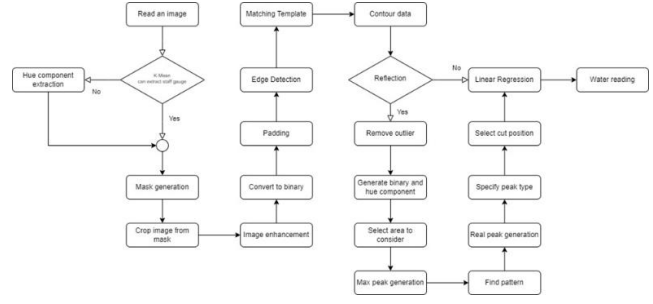 Read an image
K-Mean
can extract staff gauge
Hue component
extraction
No
Yes
Mask generation
Crop image from
mask
Image enhancement
Convert to binary
Padding
Edge Detection
Matching Template
Contour data
Reflection
No
Yes
Remove outlier
Generate binary and
hue component
Select area to
consider
Max peak generation
Find pattern
Real peak generation
Specify peak type
Select cut position
Linear Regression
Water reading